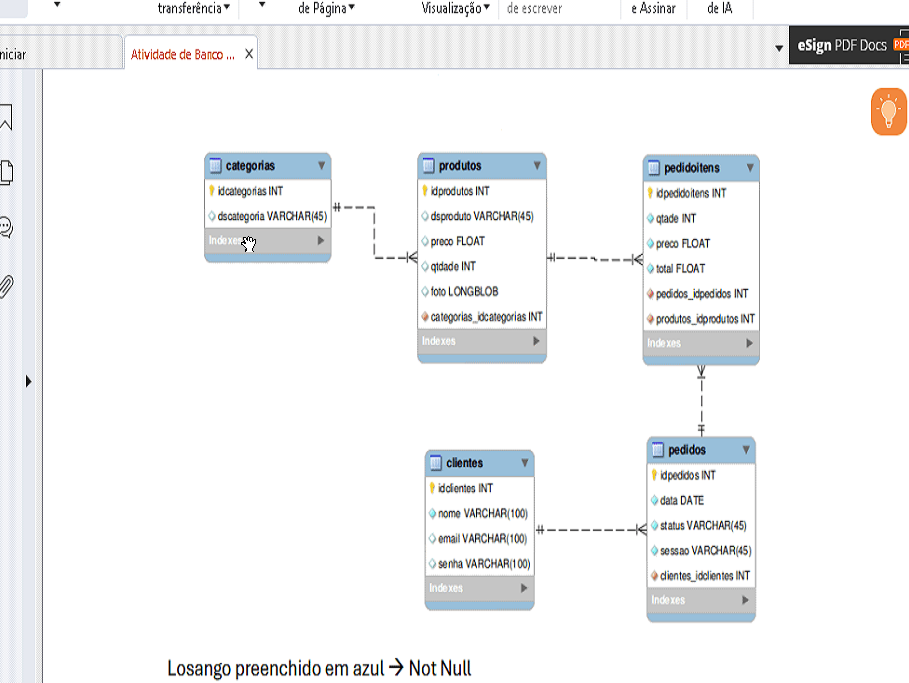 transferência
de Página
Visualização
de escrever
e Assinar
de IA
niciar
Atividade de Banco ...
eSign PDF Docs
PDF
categorias
idcategorias INT
dscategoria VARCHAR(45)
Indexes
produtos
idprodutos INT
dsproduto VARCHAR(45)
preco FLOAT
qtdade INT
foto LONGBLOB
categorias_idcategorias INT
Indexes
pedidoitens
idpedidoitens INT
qtade INT
preco FLOAT
total FLOAT
pedidos_idpedidos INT
produtos_idprodutos INT
Indexes
clientes
idclientes INT
nome VARCHAR(100)
email VARCHAR(100)
senha VARCHAR(100)
Indexes
pedidos
idpedidos INT
data DATE
status VARCHAR(45)
sessao VARCHAR(45)
clientes_idclientes INT
Indexes
Losango preenchido em azul → Not Null